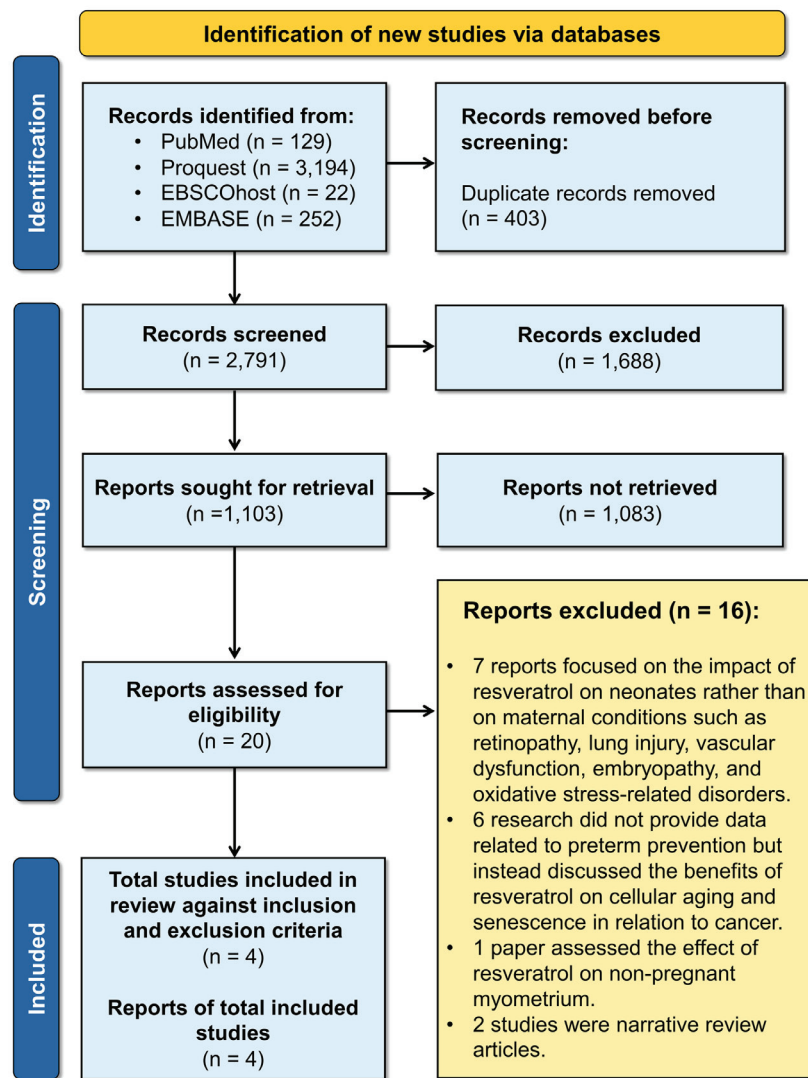 Identification of new studies via databases
Identification
Records identified from:
• PubMed (n = 129)
• Proquest (n = 3,194)
• EBSCOhost (n = 22)
• EMBASE (n = 252)
Records removed before
screening:
Duplicate records removed
(n = 403)
Screening
Records screened
(n = 2,791)
Records excluded
(n = 1,688)
Reports sought for retrieval
(n =1,103)
Reports not retrieved
(n = 1,083)
Reports assessed for
eligibility
(n = 20)
Reports excluded (n = 16):
• 7 reports focused on the impact of
resveratrol on neonates rather than
on maternal conditions such as
retinopathy, lung injury, vascular
dysfunction, embryopathy, and
oxidative stress-related disorders.
• 6 research did not provide data
related to preterm prevention but
instead discussed the benefits of
resveratrol on cellular aging and
senescence in relation to cancer.
• 1 paper assessed the effect of
resveratrol on non-pregnant
myometrium.
• 2 studies were narrative review
articles.
Included
Total studies included in
review against inclusion
and exclusion criteria
(n = 4)
Reports of total included
studies
(n = 4)